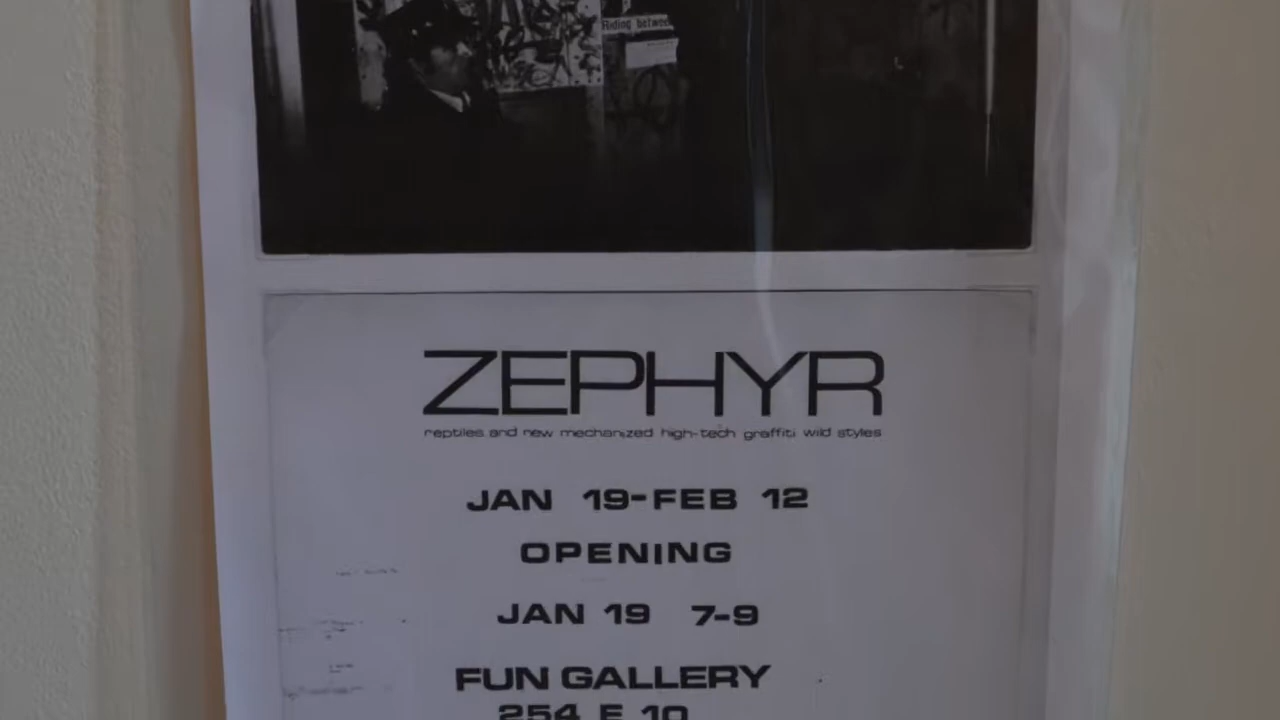 Riding between
ZEPHYR
reptiles and new mechanized high-tech graffiti wild styles
JAN 19-FEB 12
OPENING
JAN 19 7-9
FUN GALLERY
254 E 10